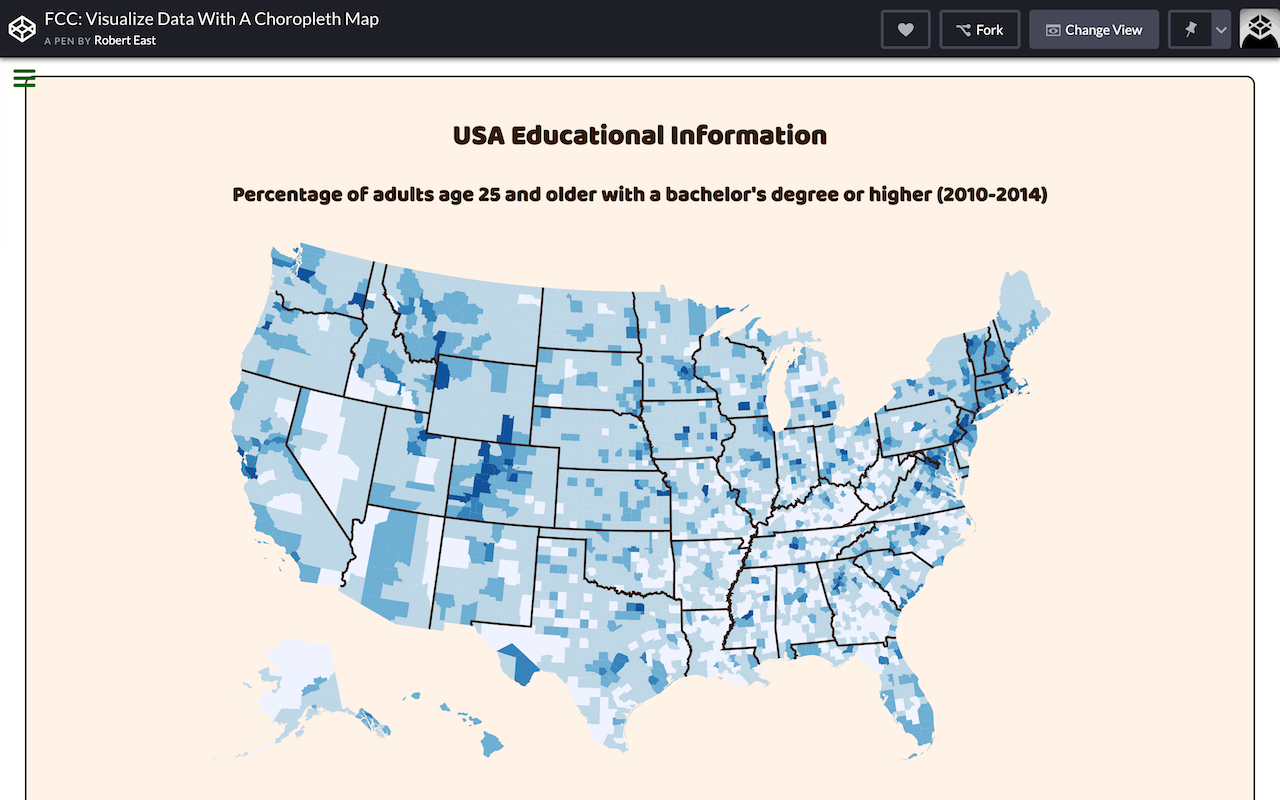 FCC: Visualize Data With A Choropleth Map
A PEN BY Robert East
Fork
Change View
USA Educational Information
Percentage of adults age 25 and older with a bachelor's degree or higher (2010-2014)